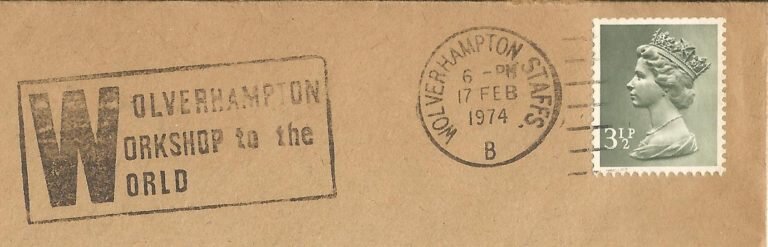 WOLVERHAMPTON
WORKSHOP to the
WORLD
WOLVERHAMPTON STAFFS
6 - PM
17 FEB
1974
B
3½P